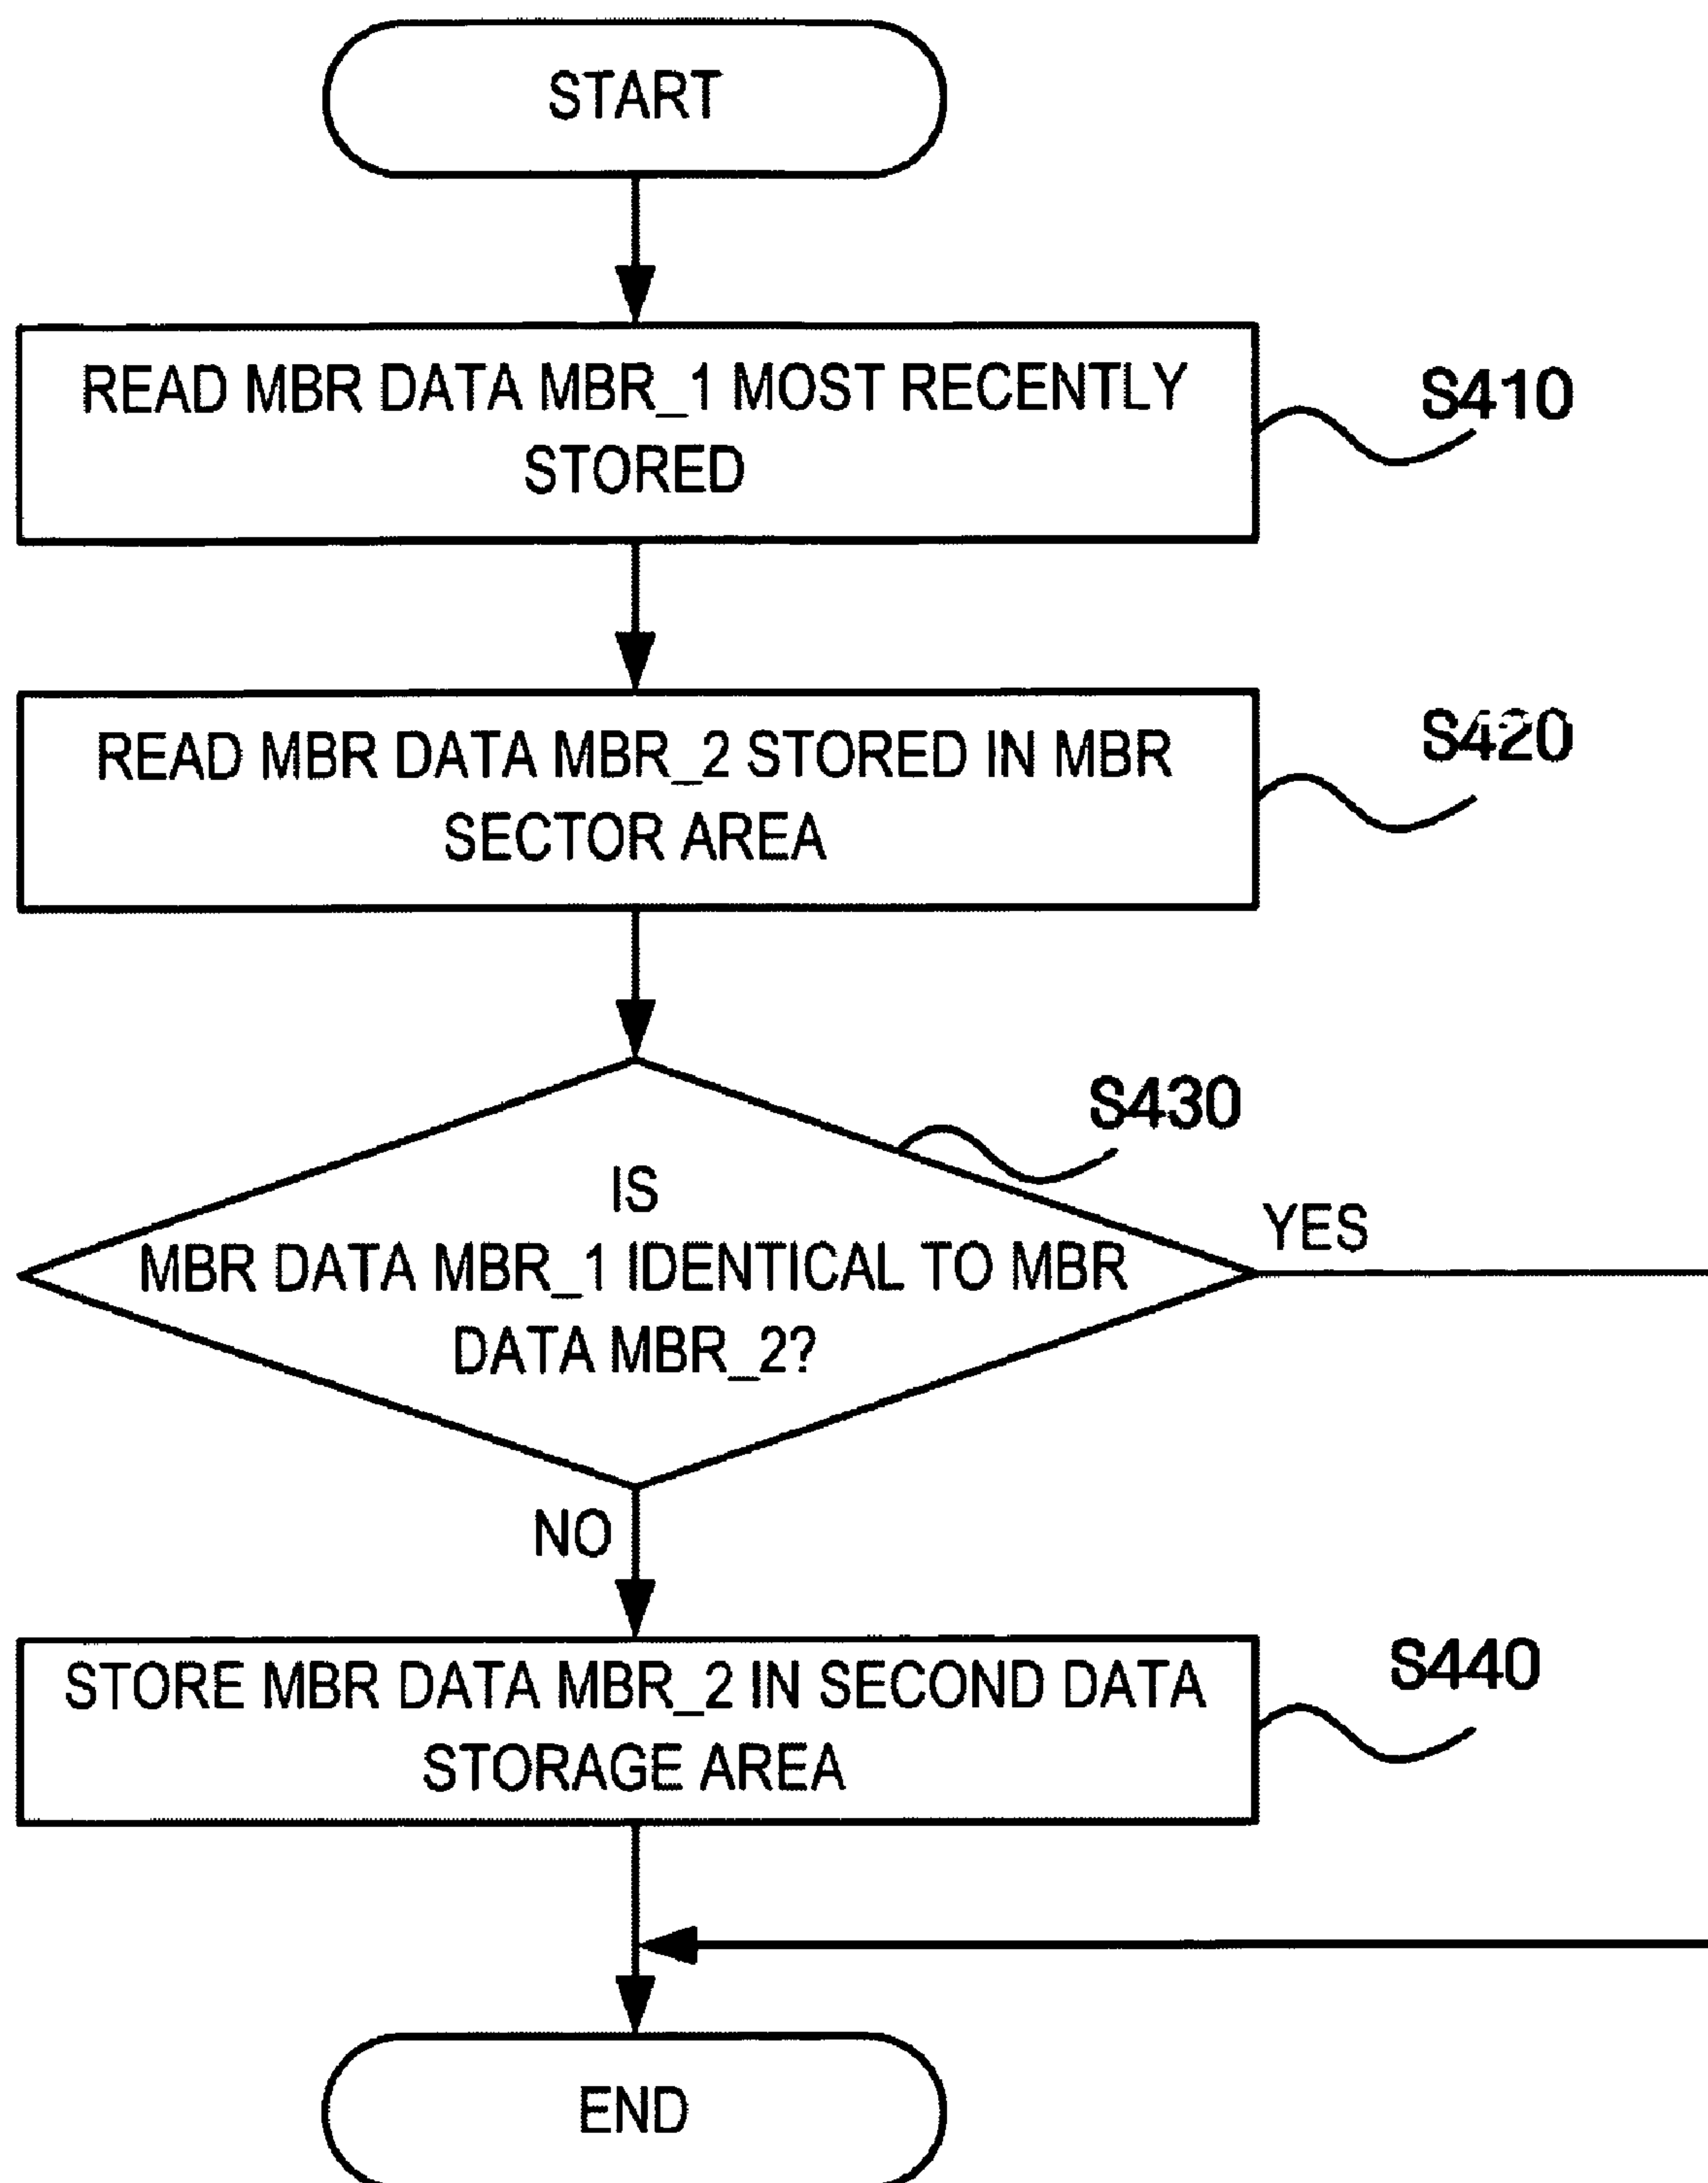 START
READ MBR DATA MBR_1 MOST RECENTLY
STORED
S410
READ MBR DATA MBR_2 STORED IN MBR
SECTOR AREA
S420
S430
IS
MBR DATA MBR_1 IDENTICAL TO MBR
DATA MBR_2?
YES
NO
STORE MBR DATA MBR_2 IN SECOND DATA
STORAGE AREA
S440
END